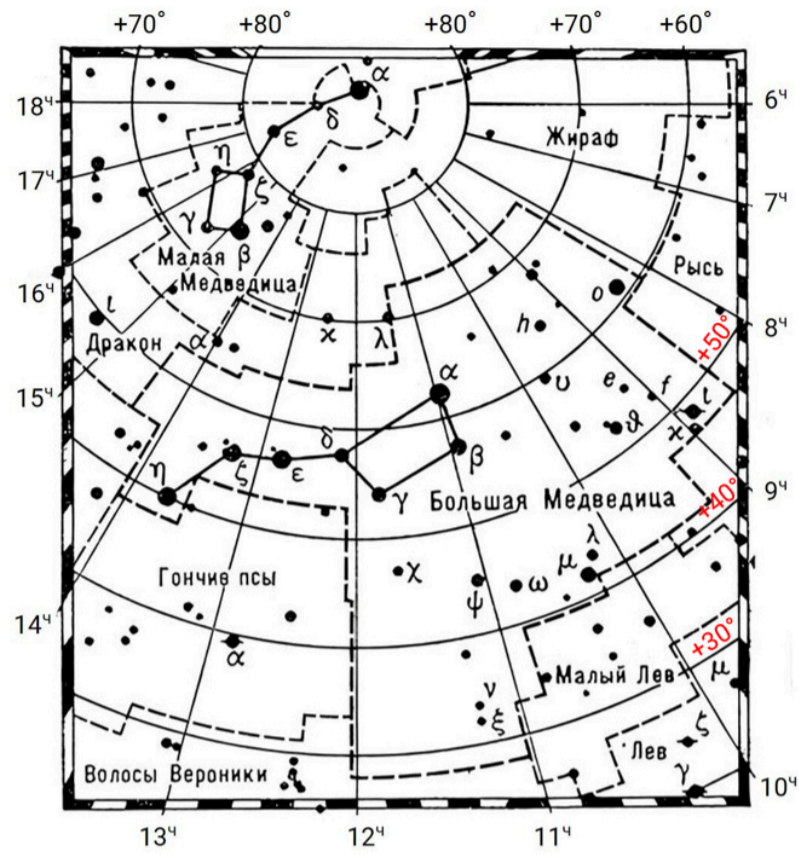 +70° +80° +80° +70° +60°
α
18ч δ 6ч
ε Жираф
η
17ч ζ 7ч
γ β
Малая Рысь
Медведица
16ч ο
ι κ λ h 8ч
Дракон α +50°
α υ e f ι
15ч ϑ κ
δ β
η ζ ε γ Большая Медведица +40° 9ч
λ
Гончие псы χ ψ ω μ
14ч α +30°
Малый Лев μ
ν
ξ ζ
Лев
Волосы Вероники γ 10ч
13ч 12ч 11ч